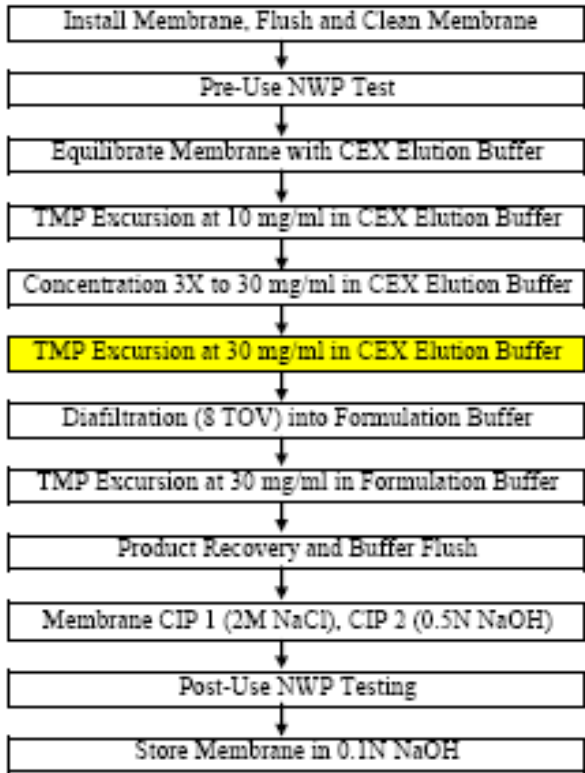 Install Membrane, Flush and Clean Membrane
Pre-Use NWP Test
Equilibrate Membrane with CEX Elution Buffer
TMP Excursion at 10 mg/ml in CEX Elution Buffer
Concentration 3X to 30 mg/ml in CEX Elution Buffer
TMP Excursion at 30 mg/ml in CEX Elution Buffer
Diafiltration (8 TOV) into Formulation Buffer
TMP Excursion at 30 mg/ml in Formulation Buffer
Product Recovery and Buffer Flush
Membrane CIP 1 (2M NaCl), CIP 2 (0.5N NaOH)
Post-Use NWP Testing
Store Membrane in 0.1N NaOH